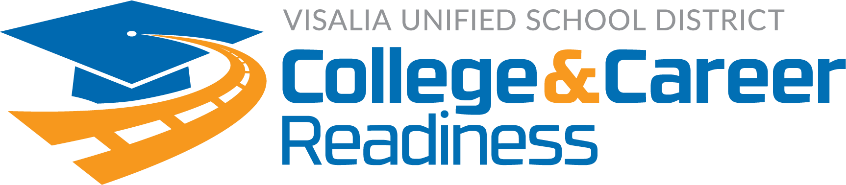 VISALIA UNIFIED SCHOOL DISTRICT
College&Career
Readiness